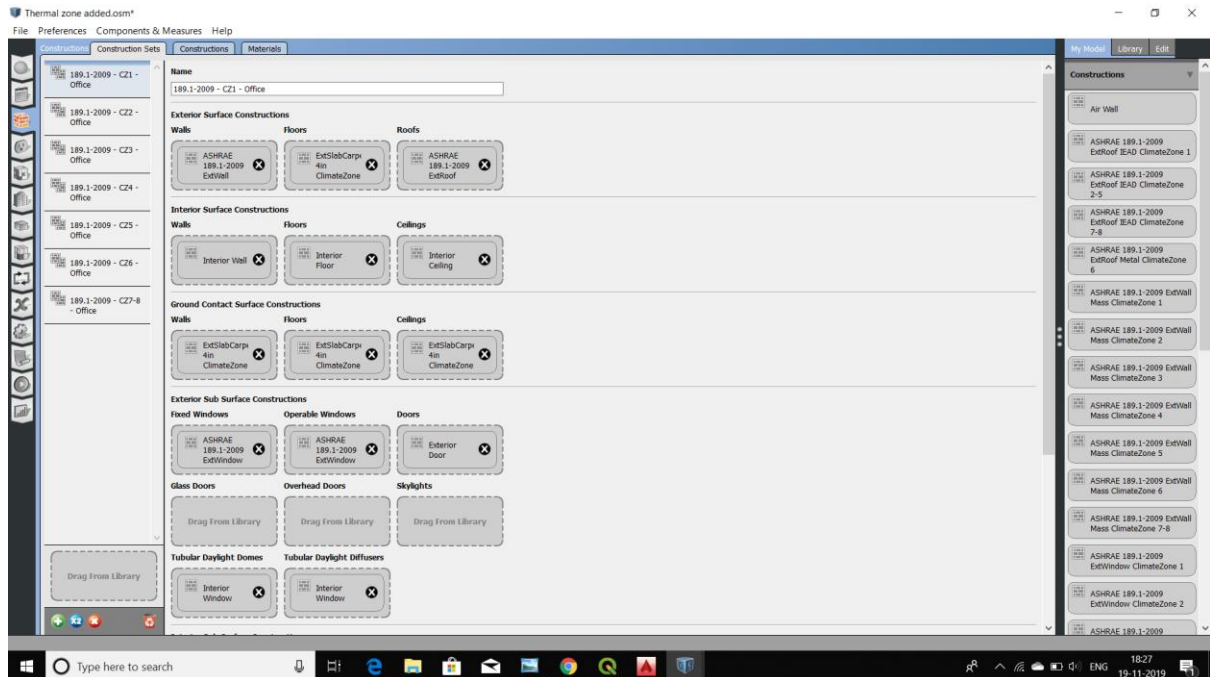 Thermal zone added.osm*
File Preferences Components & Measures Help
Constructions Construction Sets Constructions Materials
My Model Library Edit
189.1-2009 - CZ1 -
Office
189.1-2009 - CZ2 -
Office
189.1-2009 - CZ3 -
Office
189.1-2009 - CZ4 -
Office
189.1-2009 - CZ5 -
Office
189.1-2009 - CZ6 -
Office
189.1-2009 - CZ7-8
- Office
Drag From Library
x2
Name
189.1-2009 - CZ1 - Office
Exterior Surface Constructions
Walls Floors Roofs
ASHRAE
189.1-2009
ExtWall
ExtSlabCarpe
4in
ClimateZone
ASHRAE
189.1-2009
ExtRoof
Interior Surface Constructions
Walls Floors Ceilings
Interior Wall
Interior
Floor
Interior
Ceiling
Ground Contact Surface Constructions
Walls Floors Ceilings
ExtSlabCarpe
4in
ClimateZone
ExtSlabCarpe
4in
ClimateZone
ExtSlabCarpe
4in
ClimateZone
Exterior Sub Surface Constructions
Fixed Windows Operable Windows Doors
ASHRAE
189.1-2009
ExtWindow
ASHRAE
189.1-2009
ExtWindow
Exterior
Door
Glass Doors Overhead Doors Skylights
Drag From Library Drag From Library Drag From Library
Tubular Daylight Domes Tubular Daylight Diffusers
Interior
Window
Interior
Window
Constructions
Air Wall
ASHRAE 189.1-2009
ExtRoof IEAD ClimateZone 1
ASHRAE 189.1-2009
ExtRoof IEAD ClimateZone
2-5
ASHRAE 189.1-2009
ExtRoof IEAD ClimateZone
7-8
ASHRAE 189.1-2009
ExtRoof Metal ClimateZone
6
ASHRAE 189.1-2009 ExtWall
Mass ClimateZone 1
ASHRAE 189.1-2009 ExtWall
Mass ClimateZone 2
ASHRAE 189.1-2009 ExtWall
Mass ClimateZone 3
ASHRAE 189.1-2009 ExtWall
Mass ClimateZone 4
ASHRAE 189.1-2009 ExtWall
Mass ClimateZone 5
ASHRAE 189.1-2009 ExtWall
Mass ClimateZone 6
ASHRAE 189.1-2009 ExtWall
Mass ClimateZone 7-8
ASHRAE 189.1-2009
ExtWindow ClimateZone 1
ASHRAE 189.1-2009
ExtWindow ClimateZone 2
ASHRAE 189.1-2009
Type here to search
ENG
18:27
19-11-2019